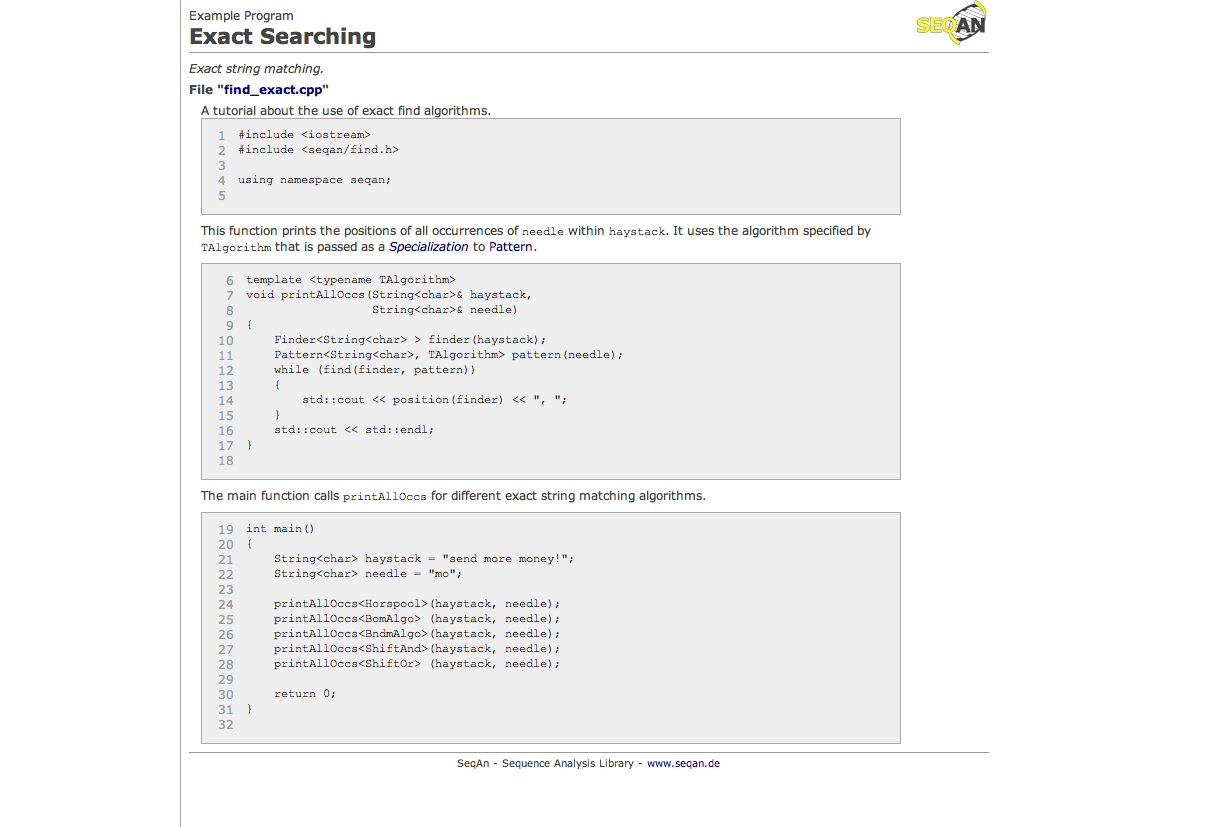 Example Program
SEQAN
Exact Searching
Exact string matching.
File "find_exact.cpp"
A tutorial about the use of exact find algorithms.
1 #include <iostream>
2 #include <seqan/find.h>
3
4 using namespace seqan;
5
This function prints the positions of all occurrences of needle within haystack. It uses the algorithm specified by
TAlgorithm that is passed as a Specialization to Pattern.
6 template <typename TAlgorithm>
7 void printAllOccs(String<char>& haystack,
8                   String<char>& needle)
9 {
10     Finder<String<char> > finder(haystack);
11     Pattern<String<char>, TAlgorithm> pattern(needle);
12     while (find(finder, pattern))
13     {
14         std::cout << position(finder) << ", ";
15     }
16     std::cout << std::endl;
17 }
18
The main function calls printAllOccs for different exact string matching algorithms.
19 int main()
20 {
21     String<char> haystack = "send more money!";
22     String<char> needle = "mo";
23
24     printAllOccs<Horspool>(haystack, needle);
25     printAllOccs<BomAlgo> (haystack, needle);
26     printAllOccs<BndmAlgo>(haystack, needle);
27     printAllOccs<ShiftAnd>(haystack, needle);
28     printAllOccs<ShiftOr> (haystack, needle);
29
30     return 0;
31 }
32
SeqAn - Sequence Analysis Library - www.seqan.de